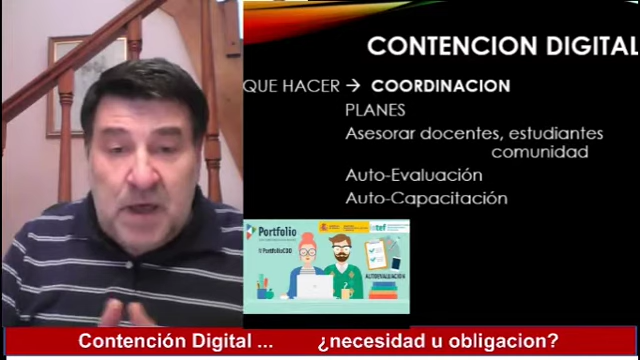 CONTENCION DIGITAL
QUE HACER → COORDINACION
PLANES
Asesorar docentes, estudiantes
comunidad
Auto-Evaluación
Auto-Capacitación
Portfolio
#PortfolioCDD
intef
AUTOEVALUACIÓN
Contención Digital ... ¿necesidad u obligacion?